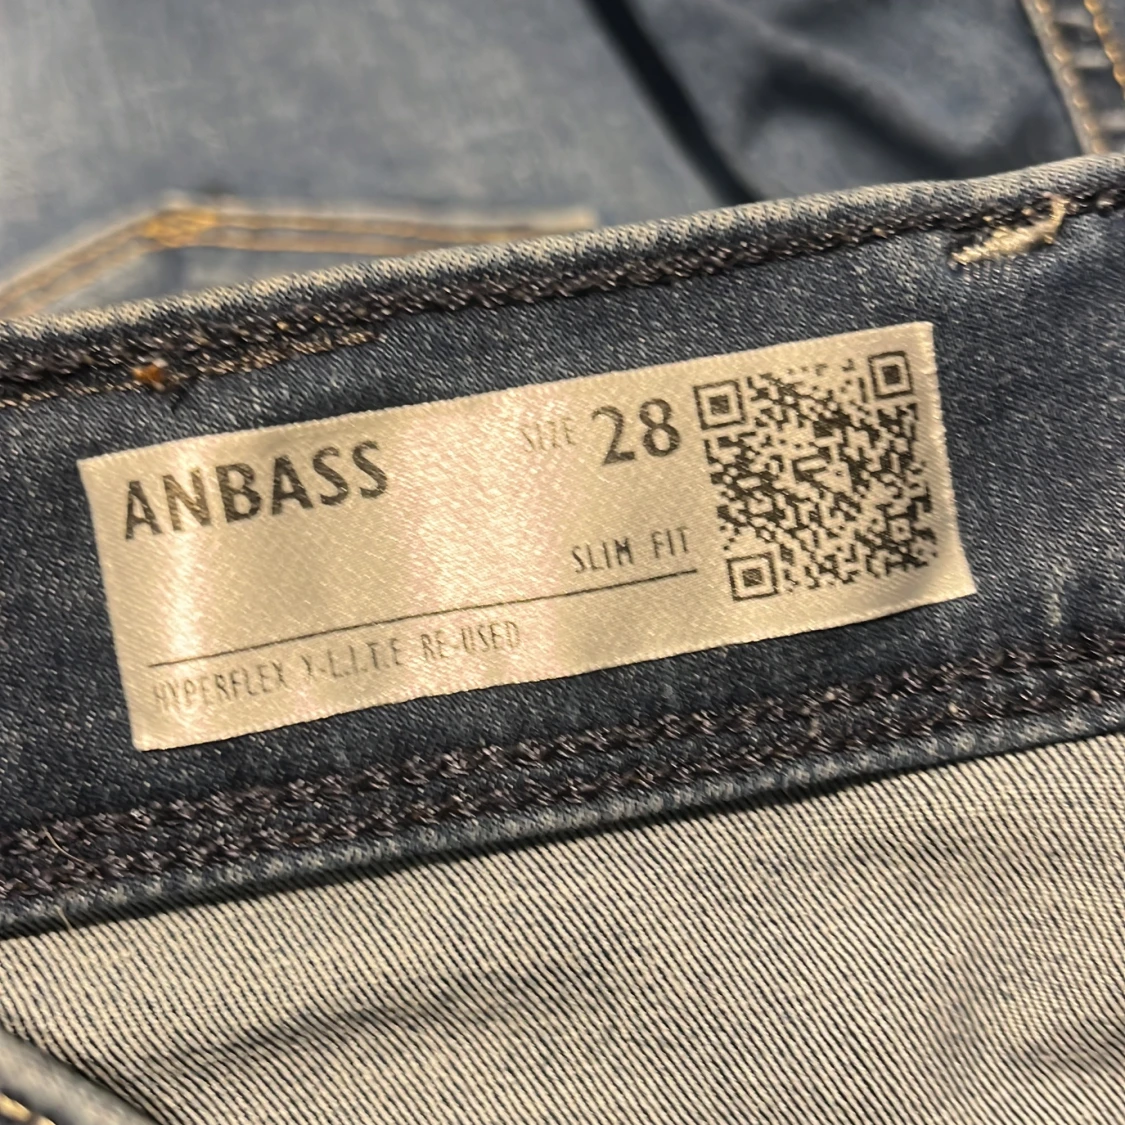 ANBASS
SIZE 28
SLIM FIT
HYPERFLEX X-L.I.T.E RE-USED